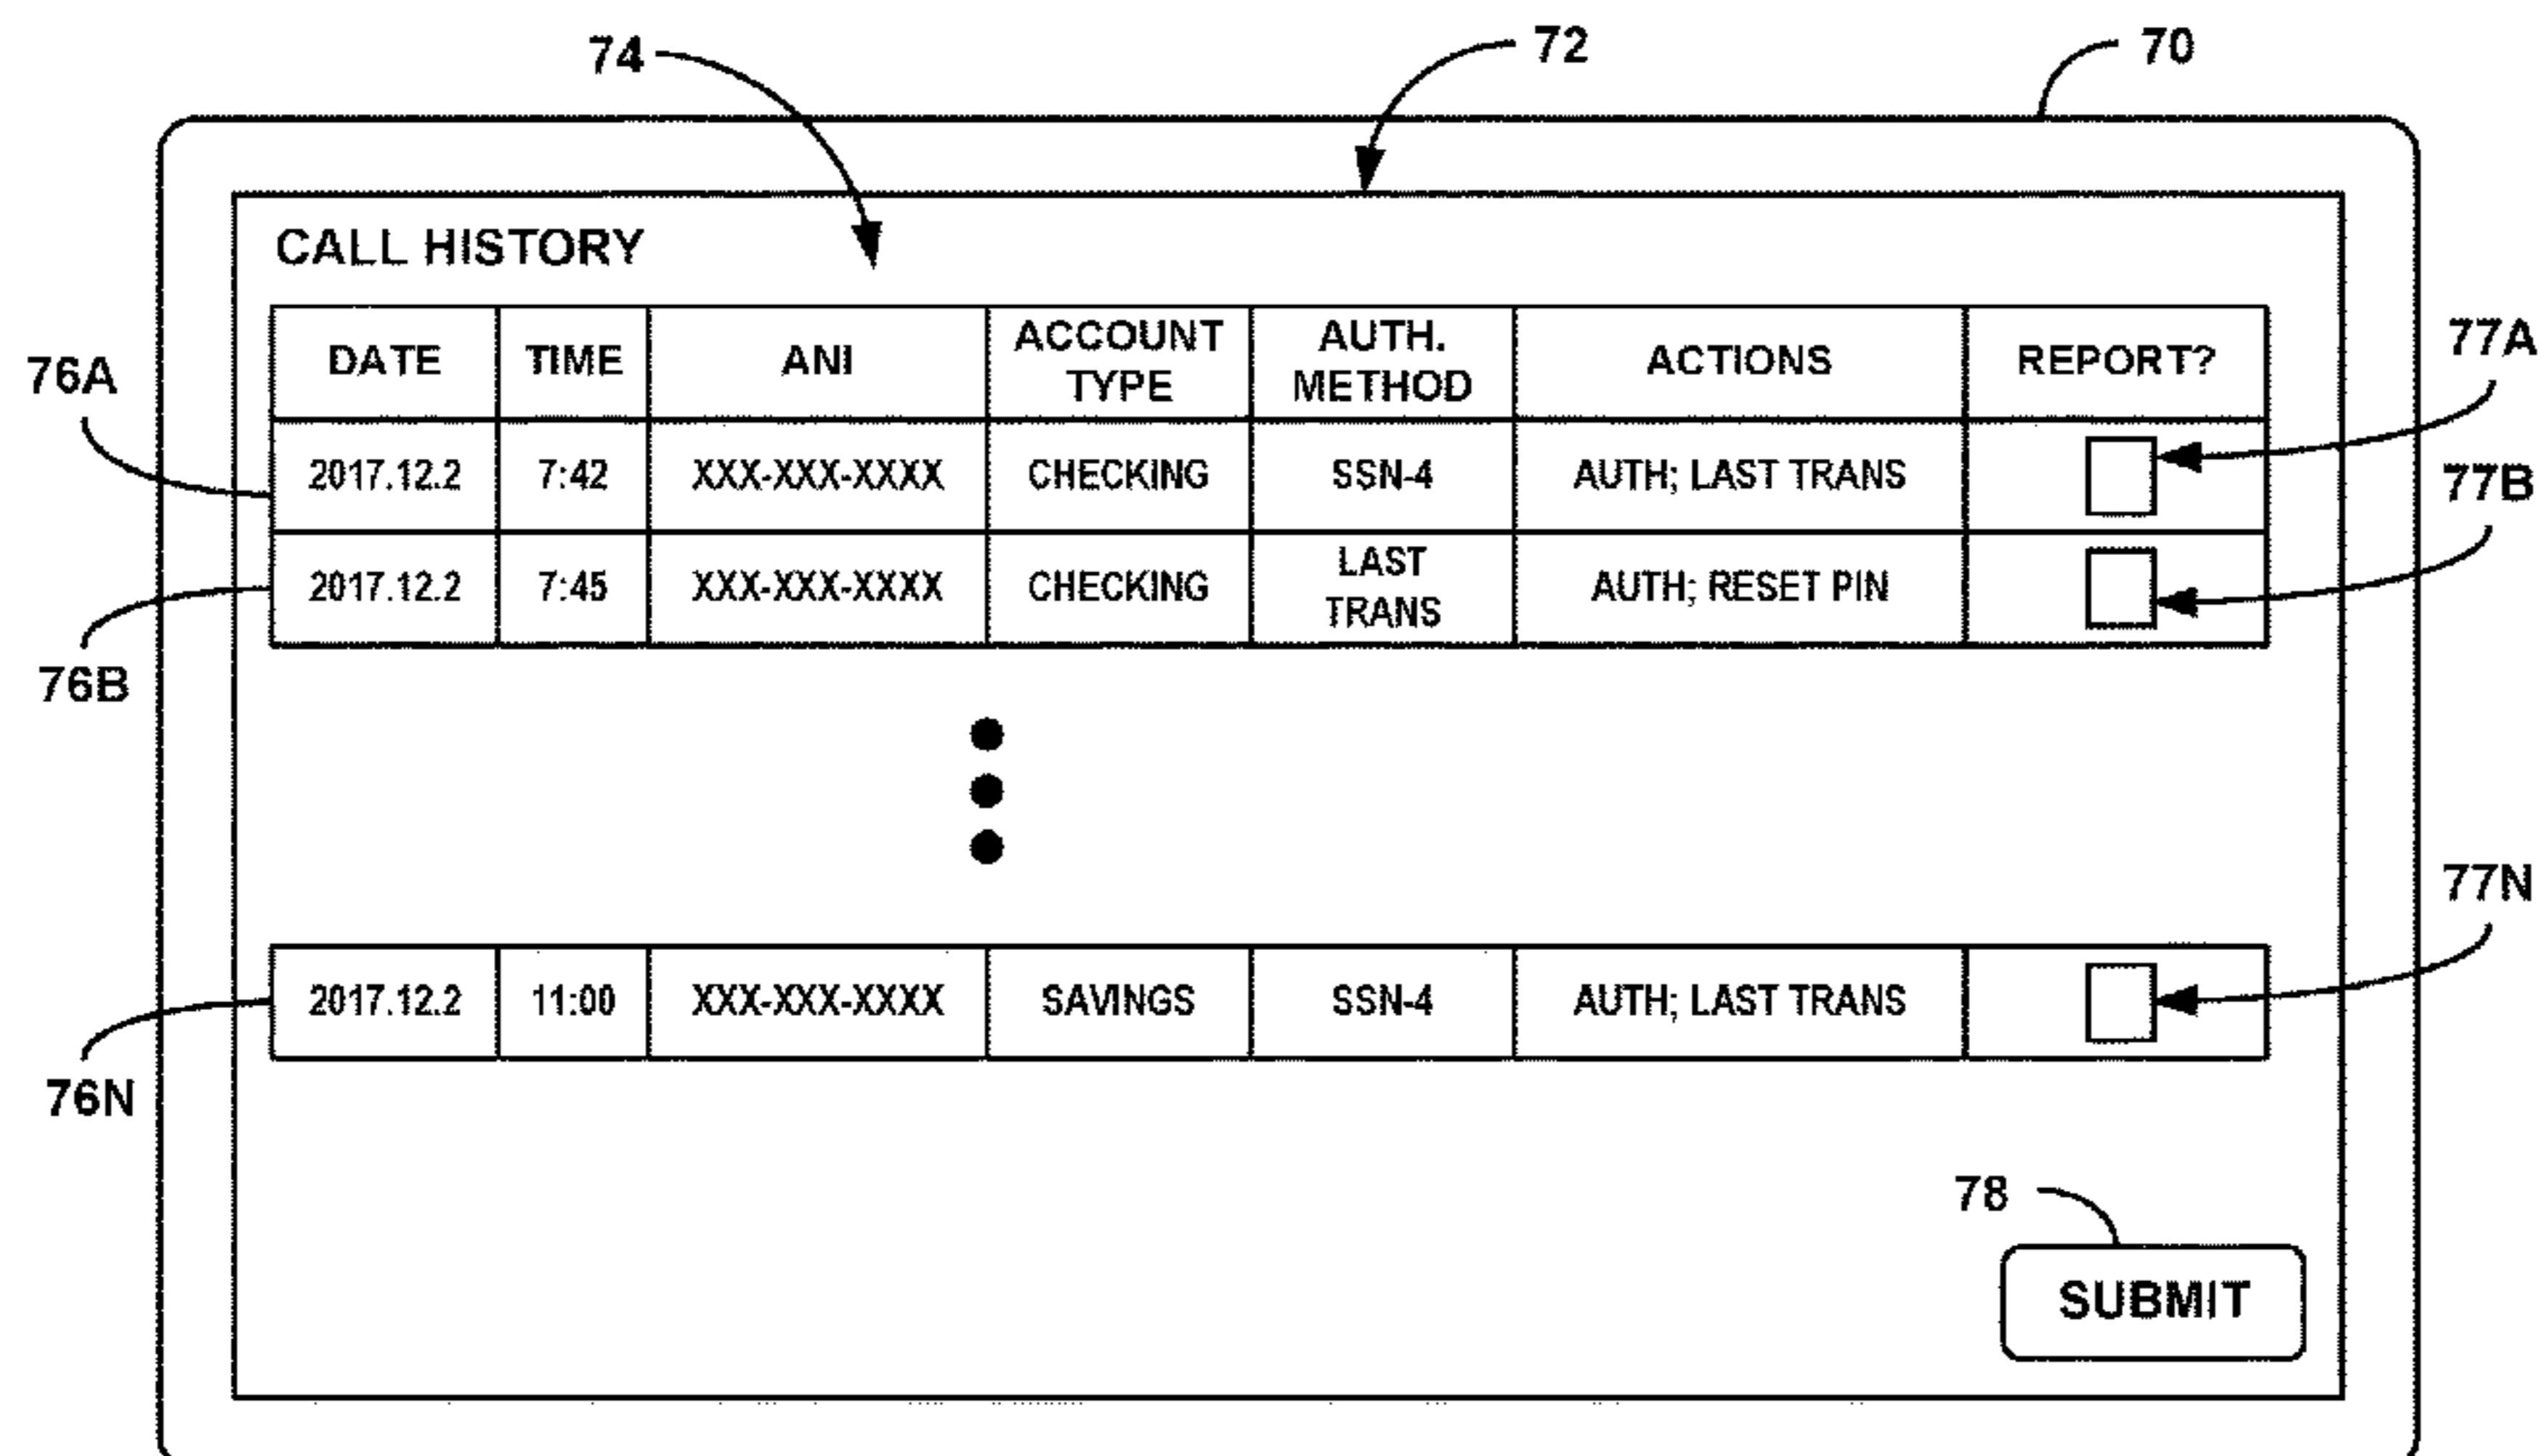 74
72
70
CALL HISTORY
DATE TIME ANI ACCOUNT TYPE AUTH. METHOD ACTIONS REPORT?
77A
76A
2017.12.2 7:42 XXX-XXX-XXXX CHECKING SSN-4 AUTH; LAST TRANS
77B
2017.12.2 7:45 XXX-XXX-XXXX CHECKING LAST TRANS AUTH; RESET PIN
76B
77N
2017.12.2 11:00 XXX-XXX-XXXX SAVINGS SSN-4 AUTH; LAST TRANS
76N
78
SUBMIT